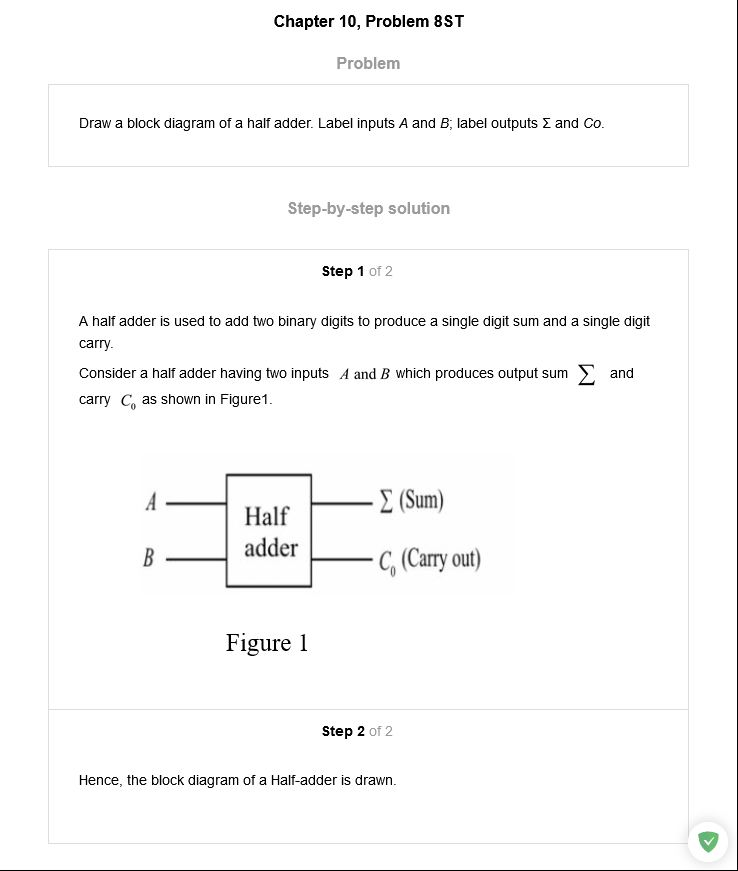 Chapter 10, Problem 8ST
Problem
Draw a block diagram of a half adder. Label inputs A and B; label outputs Σ and Co.
Step-by-step solution
Step 1 of 2
A half adder is used to add two binary digits to produce a single digit sum and a single digit
carry.
Consider a half adder having two inputs A and B which produces output sum ∑ and
carry C₀ as shown in Figure1.
A
Half
adder
B
∑ (Sum)
C₀ (Carry out)
Figure 1
Step 2 of 2
Hence, the block diagram of a Half-adder is drawn.